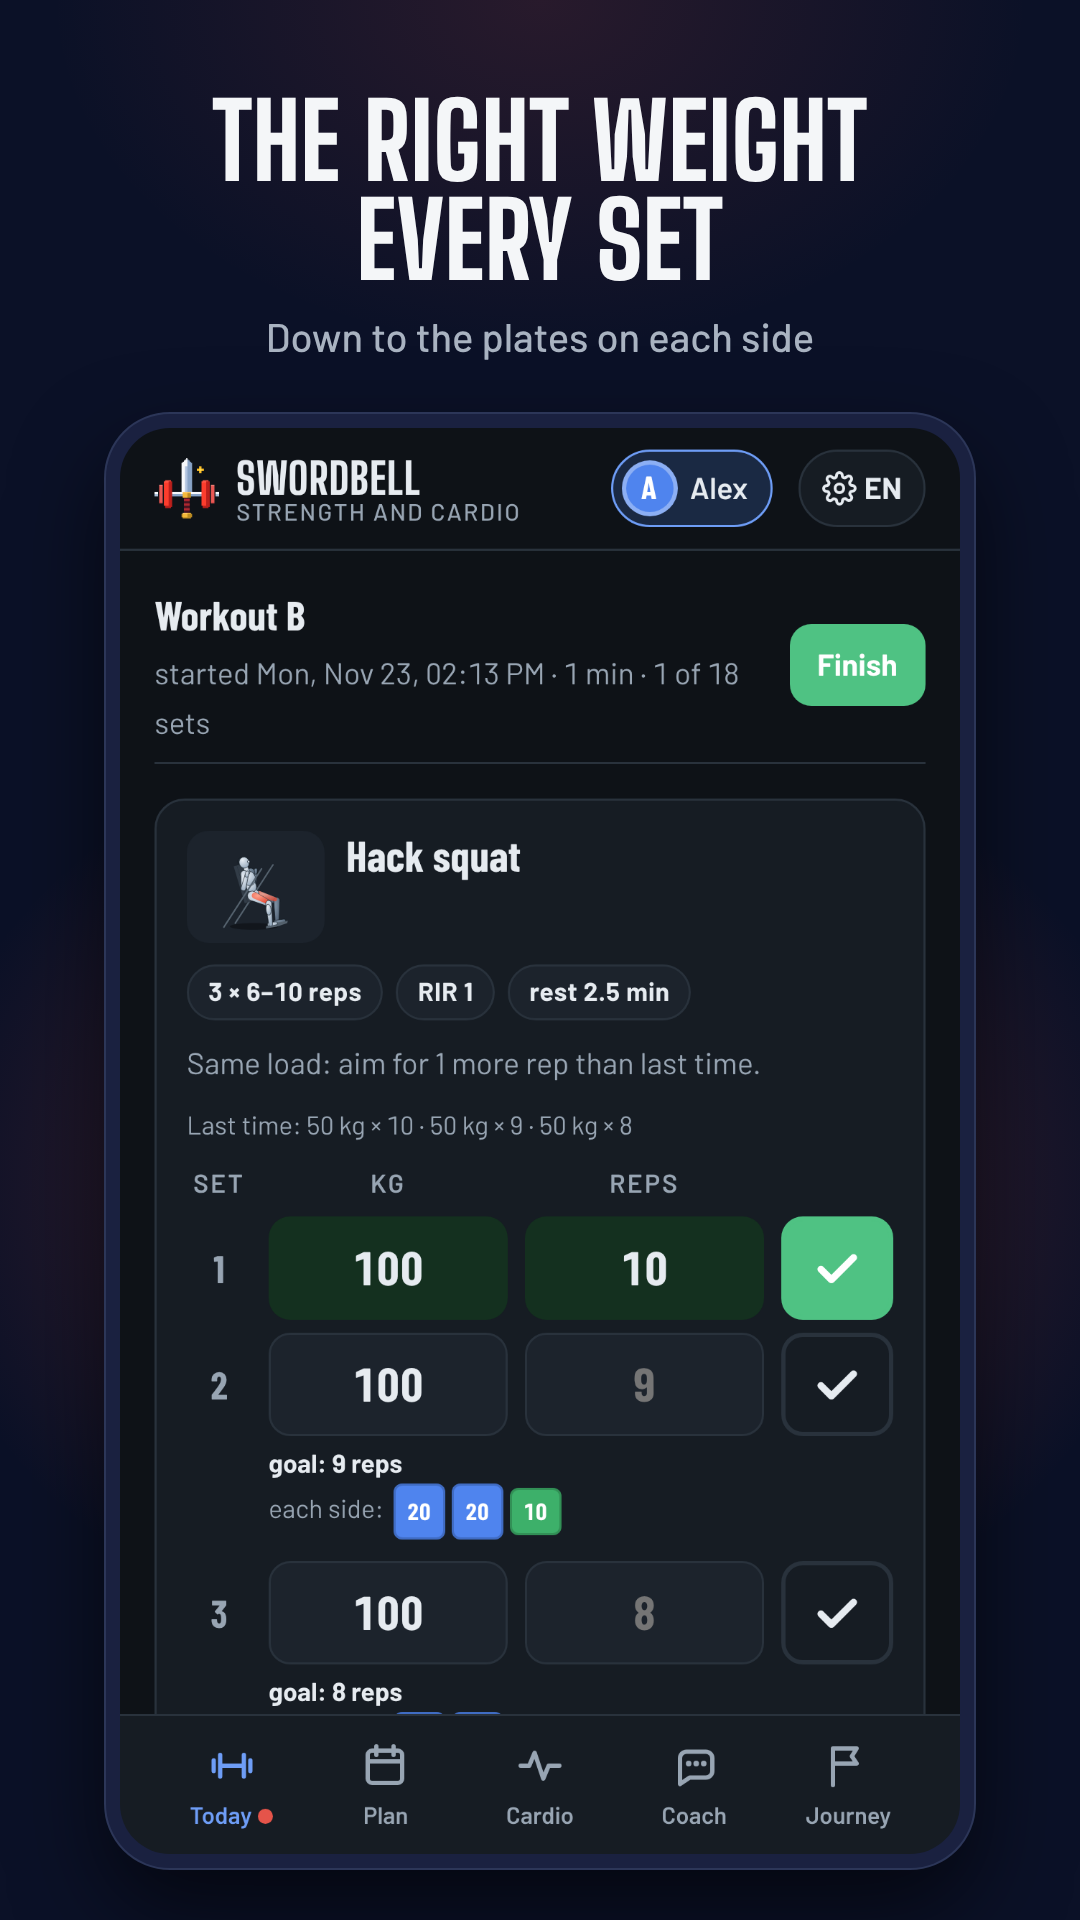 THE RIGHT WEIGHT
EVERY SET
Down to the plates on each side
SWORDBELL
STRENGTH AND CARDIO
A Alex
EN
Workout B
started Mon, Nov 23, 02:13 PM · 1 min · 1 of 18
sets
Finish
Hack squat
3 × 6–10 reps RIR 1 rest 2.5 min
Same load: aim for 1 more rep than last time.
Last time: 50 kg × 10 · 50 kg × 9 · 50 kg × 8
SET KG REPS
1 100 10
2 100 9
goal: 9 reps
each side: 20 20 10
3 100 8
goal: 8 reps
Today Plan Cardio Coach Journey